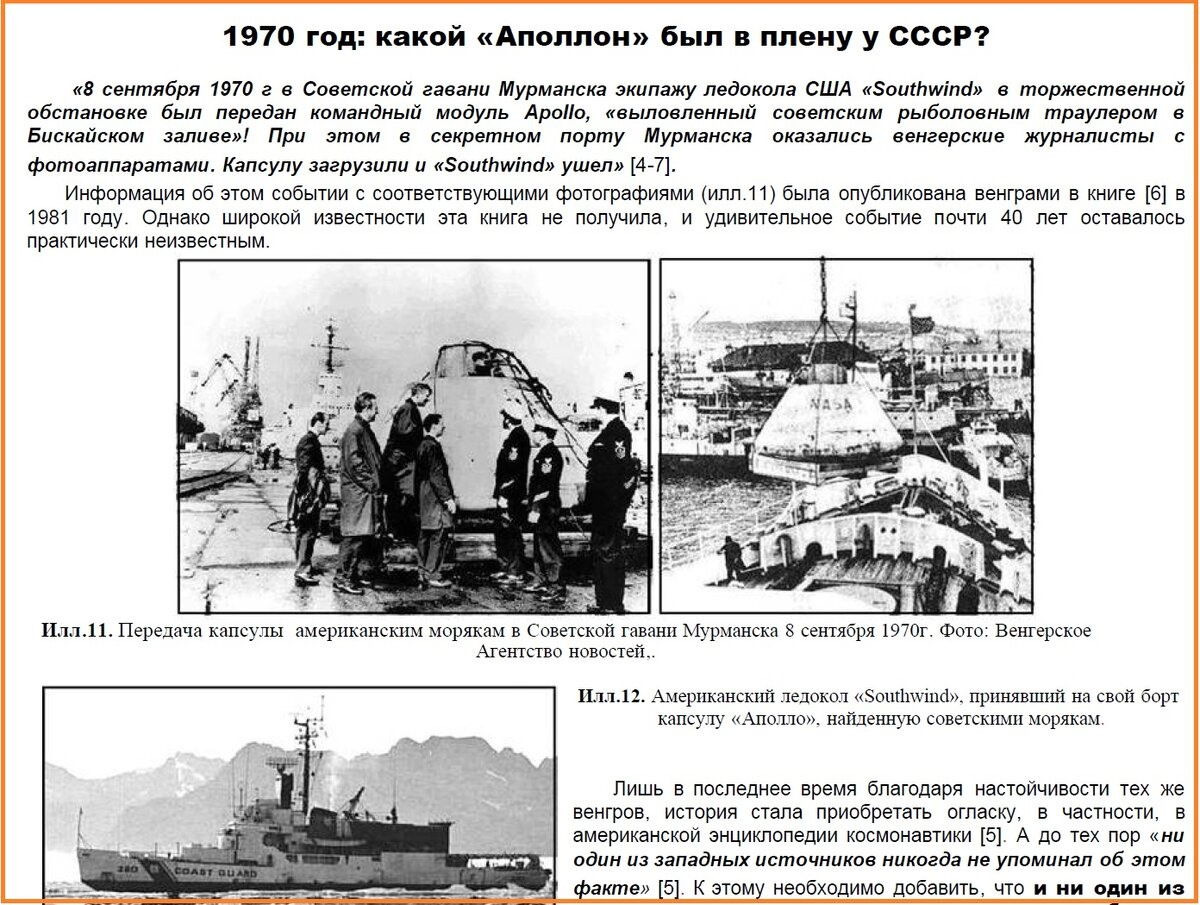 1970 год: какой «Аполлон» был в плену у СССР?
«8 сентября 1970 г в Советской гавани Мурманска экипажу ледокола США «Southwind» в торжественной
обстановке был передан командный модуль Apollo, «выловленный советским рыболовным траулером в
Бискайском заливе»! При этом в секретном порту Мурманска оказались венгерские журналисты с
фотоаппаратами. Капсулу загрузили и «Southwind» ушел» [4-7].
Информация об этом событии с соответствующими фотографиями (илл.11) была опубликована венграми в книге [6] в
1981 году. Однако широкой известности эта книга не получила, и удивительное событие почти 40 лет оставалось
практически неизвестным.
NASA
Илл.11. Передача капсулы американским морякам в Советской гавани Мурманска 8 сентября 1970г. Фото: Венгерское
Агентство новостей,.
280 COAST GUARD
Илл.12. Американский ледокол «Southwind», принявший на свой борт
капсулу «Аполло», найденную советскими морякам.
Лишь в последнее время благодаря настойчивости тех же
венгров, история стала приобретать огласку, в частности, в
американской энциклопедии космонавтики [5]. А до тех пор «ни
один из западных источников никогда не упоминал об этом
факте» [5]. К этому необходимо добавить, что и ни один из